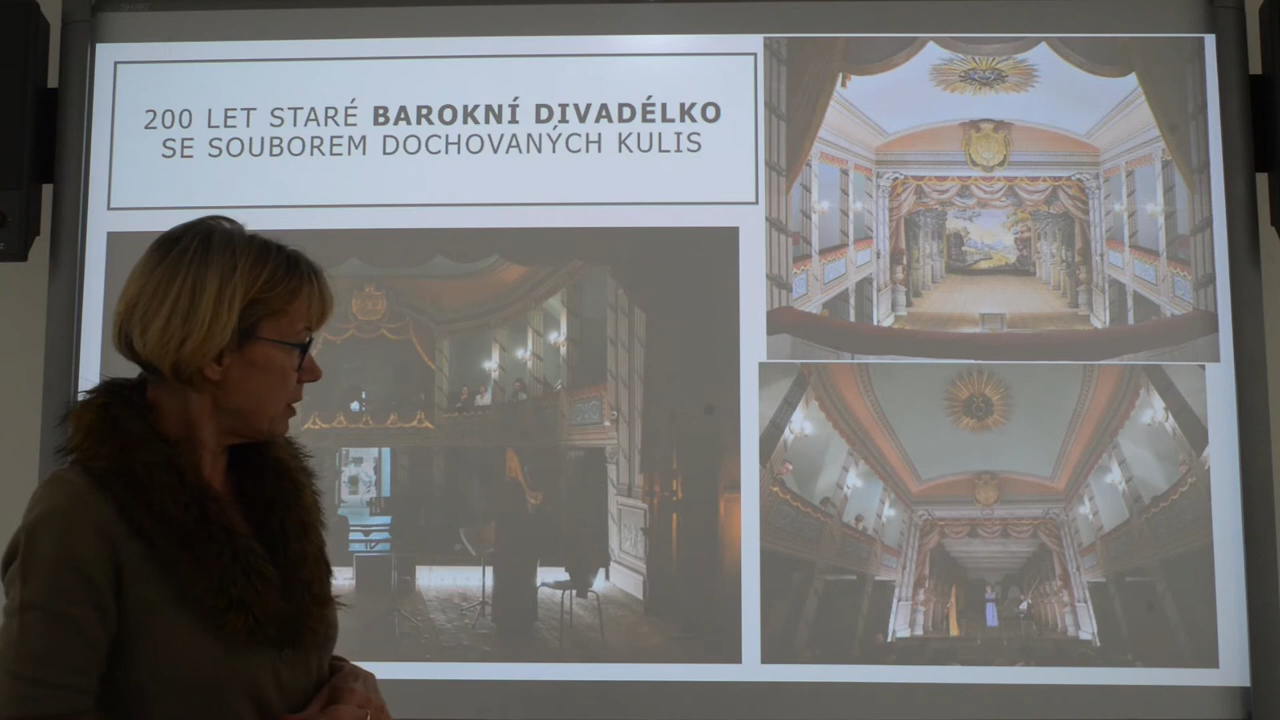 200 LET STARÉ BAROKNÍ DIVADÉLKO
SE SOUBOREM DOCHOVANÝCH KULIS